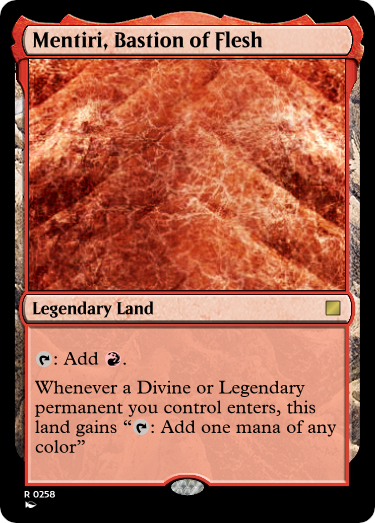 Mentiri, Bastion of Flesh
Legendary Land
: Add .
Whenever a Divine or Legendary
permanent you control enters, this
land gains “: Add one mana of any
color”
R 0258